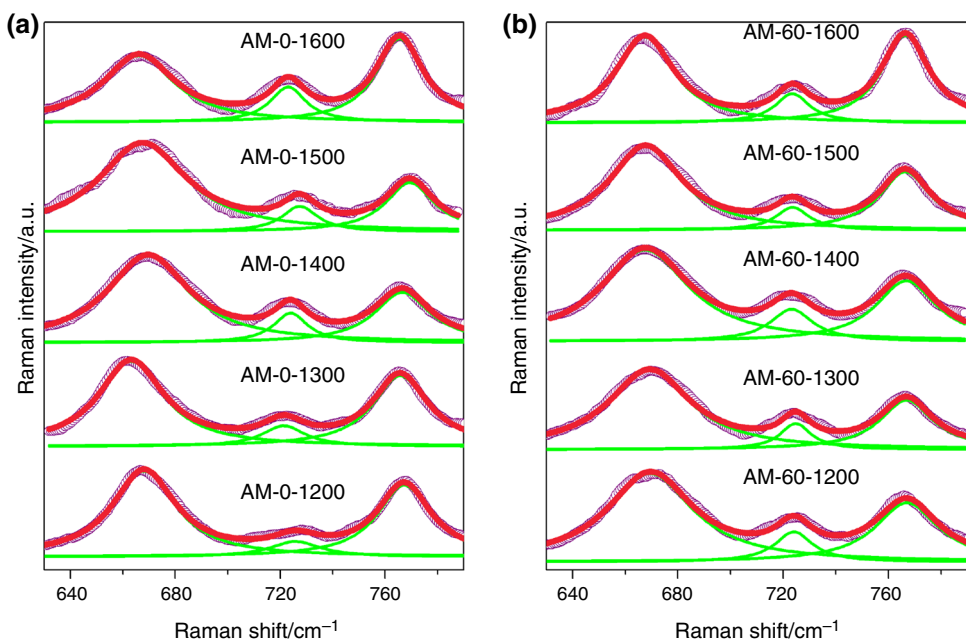 (a)
AM-0-1600
AM-0-1500
AM-0-1400
AM-0-1300
AM-0-1200
Raman intensity/a.u.
640 680 720 760
Raman shift/cm⁻¹
(b)
AM-60-1600
AM-60-1500
AM-60-1400
AM-60-1300
AM-60-1200
Raman intensity/a.u.
640 680 720 760
Raman shift/cm⁻¹